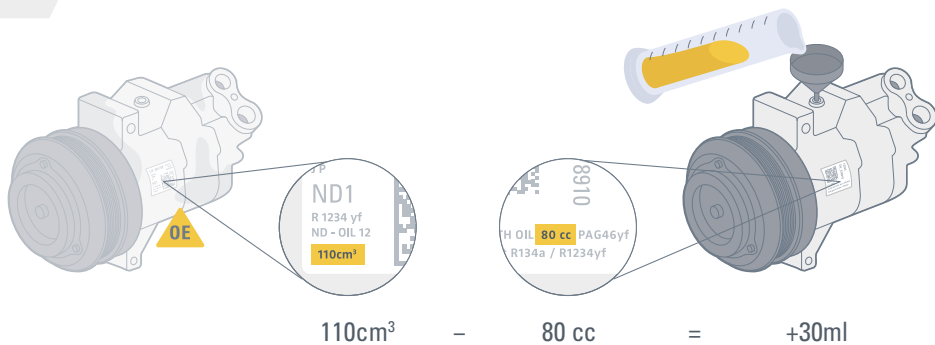 OE
J P
ND1
R 1234 yf
ND - OIL 12
110cm³
8910
TH OIL 80 cc PAG46yf
R134a / R1234yf
110cm³ – 80 cc = +30ml